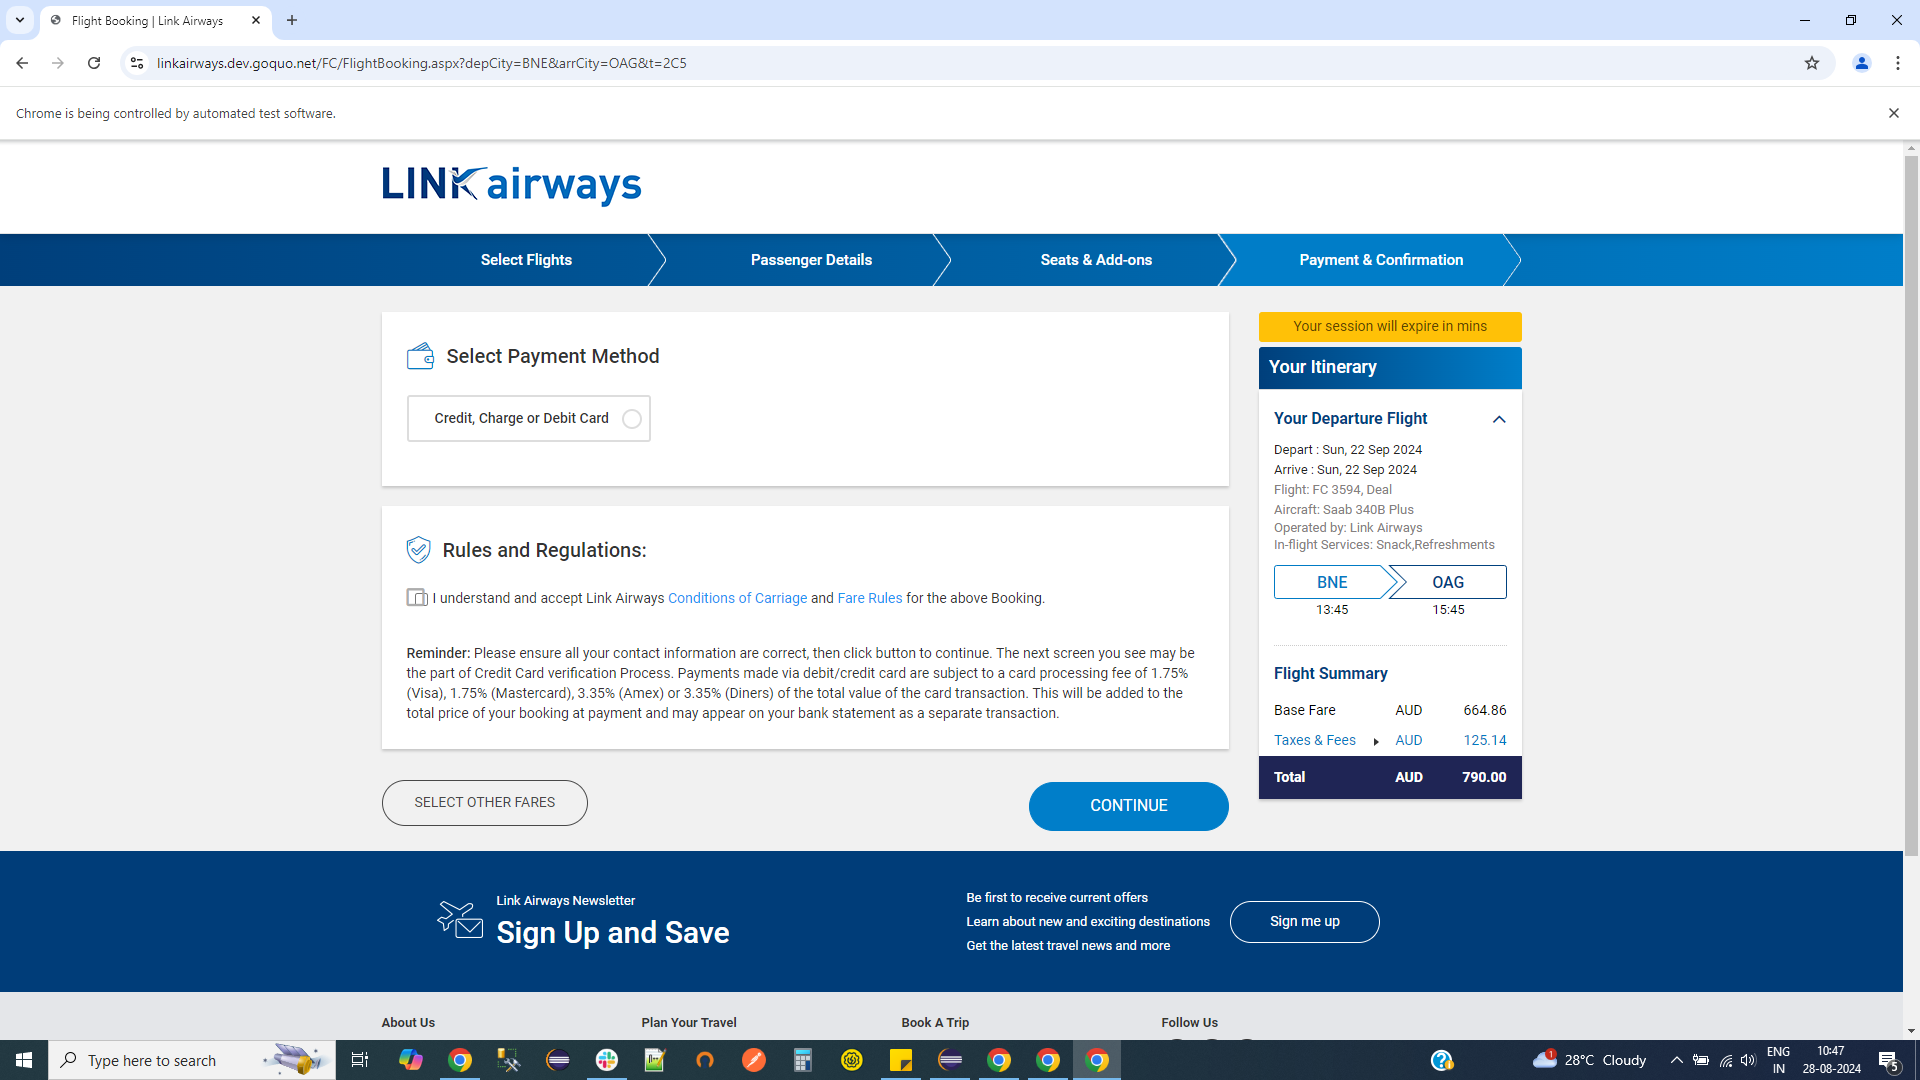 Flight Booking | Link Airways
linkairways.dev.goquo.net/FC/FlightBooking.aspx?depCity=BNE&arrCity=OAG&t=2C5
Chrome is being controlled by automated test software.
LINK airways
Select Flights
Passenger Details
Seats & Add-ons
Payment & Confirmation
Select Payment Method
Credit, Charge or Debit Card
Rules and Regulations:
I understand and accept Link Airways Conditions of Carriage and Fare Rules for the above Booking.
Reminder: Please ensure all your contact information are correct, then click button to continue. The next screen you see may be
the part of Credit Card verification Process. Payments made via debit/credit card are subject to a card processing fee of 1.75%
(Visa), 1.75% (Mastercard), 3.35% (Amex) or 3.35% (Diners) of the total value of the card transaction. This will be added to the
total price of your booking at payment and may appear on your bank statement as a separate transaction.
SELECT OTHER FARES
CONTINUE
Your session will expire in mins
Your Itinerary
Your Departure Flight
Depart : Sun, 22 Sep 2024
Arrive : Sun, 22 Sep 2024
Flight: FC 3594, Deal
Aircraft: Saab 340B Plus
Operated by: Link Airways
In-flight Services: Snack,Refreshments
BNE OAG
13:45 15:45
Flight Summary
Base Fare AUD 664.86
Taxes & Fees AUD 125.14
Total AUD 790.00
Link Airways Newsletter
Sign Up and Save
Be first to receive current offers
Learn about new and exciting destinations
Get the latest travel news and more
Sign me up
About Us
Plan Your Travel
Book A Trip
Follow Us
Type here to search
28°C Cloudy
ENG
IN
10:47
28-08-2024
5
1